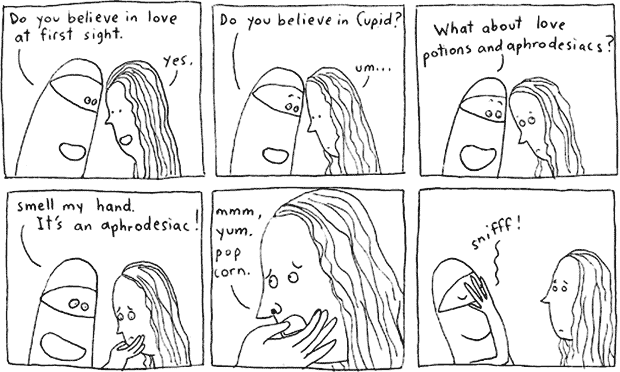 Do you believe in love
at first sight.
yes.
Do you believe in Cupid?
um...
What about love
potions and aphrodesiacs?
smell my hand.
It's an aphrodesiac!
mmm,
yum.
pop
corn.
snifff!